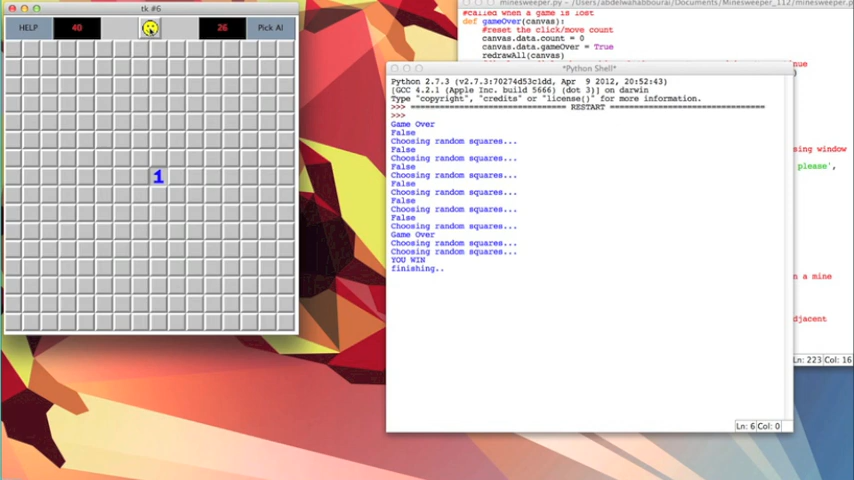 tk #6
HELP
40
26
Pick AI
1
minesweeper.py - /Users/abdelwahabbourai/Documents/Minesweeper_112/minesweeper.py
#called when a game is lost
def gameOver(canvas):
#reset the click/move count
canvas.data.count = 0
canvas.data.gameOver = True
redrawAll(canvas)
*Python Shell*
Python 2.7.3 (v2.7.3:70274d53c1dd, Apr  9 2012, 20:52:43)
[GCC 4.2.1 (Apple Inc. build 5666) (dot 3)] on darwin
Type "copyright", "credits" or "license()" for more information.
>>> ================================ RESTART ================================
>>>
Game Over
False
Choosing random squares...
False
Choosing random squares...
False
Choosing random squares...
False
Choosing random squares...
False
Choosing random squares...
False
Choosing random squares...
Game Over
Choosing random squares...
Choosing random squares...
YOU WIN
finishing..
Ln: 6 Col: 0
sing window
please',
n a mine
djacent
Ln: 223 Col: 16